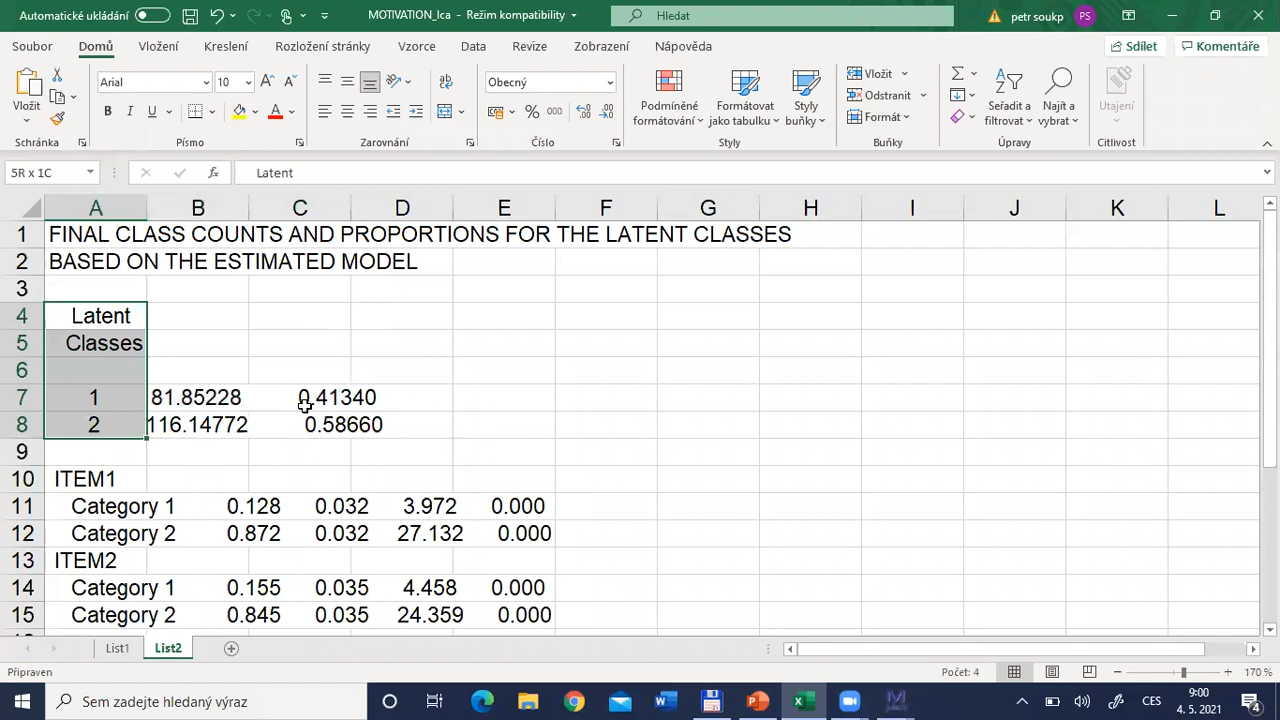 Automatické ukládání
MOTIVATION_lca - Režim kompatibility
Hledat
petr soukp
PS
Soubor Domů Vložení Kreslení Rozložení stránky Vzorce Data Revize Zobrazení Nápověda
Sdílet Komentáře
Vložit
Arial 10
B I U
Obecný
Podmíněné formátování
Formátovat jako tabulku
Styly buňky
Vložit
Odstranit
Formát
Seřadit a filtrovat
Najít a vybrat
Utajení
Schránka Písmo Zarovnání Číslo Styly Buňky Úpravy Citlivost
5R x 1C
fx
Latent
A B C D E F G H I J K L
1 FINAL CLASS COUNTS AND PROPORTIONS FOR THE LATENT CLASSES
2 BASED ON THE ESTIMATED MODEL
3
4 Latent
5 Classes
6
7 1 81.85228 0.41340
8 2 116.14772 0.58660
9
10 ITEM1
11 Category 1 0.128 0.032 3.972 0.000
12 Category 2 0.872 0.032 27.132 0.000
13 ITEM2
14 Category 1 0.155 0.035 4.458 0.000
15 Category 2 0.845 0.035 24.359 0.000
List1 List2
Připraven
Počet: 4
170 %
Sem zadejte hledaný výraz
CES
9:00
4. 5. 2021
4